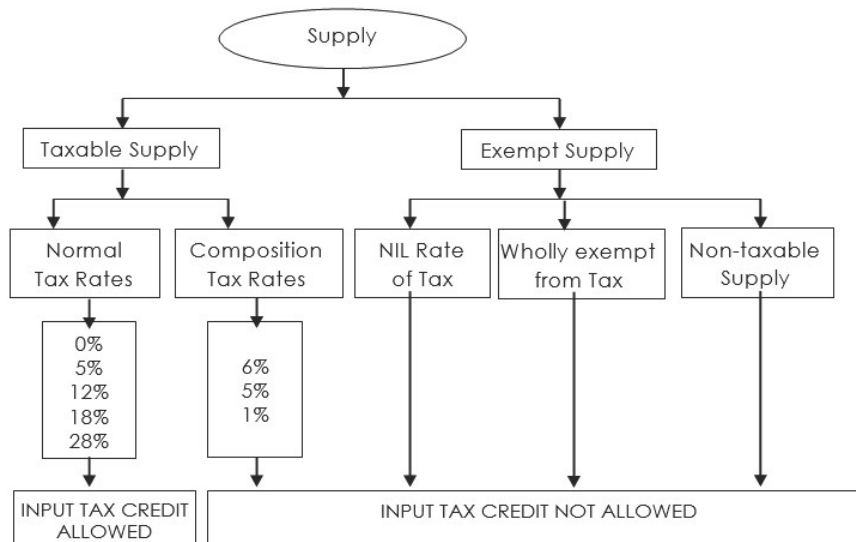 Supply
Taxable Supply
Exempt Supply
Normal
Tax Rates
Composition
Tax Rates
NIL Rate
of Tax
Wholly exempt
from Tax
Non-taxable
Supply
0%
5%
12%
18%
28%
6%
5%
1%
INPUT TAX CREDIT
ALLOWED
INPUT TAX CREDIT NOT ALLOWED